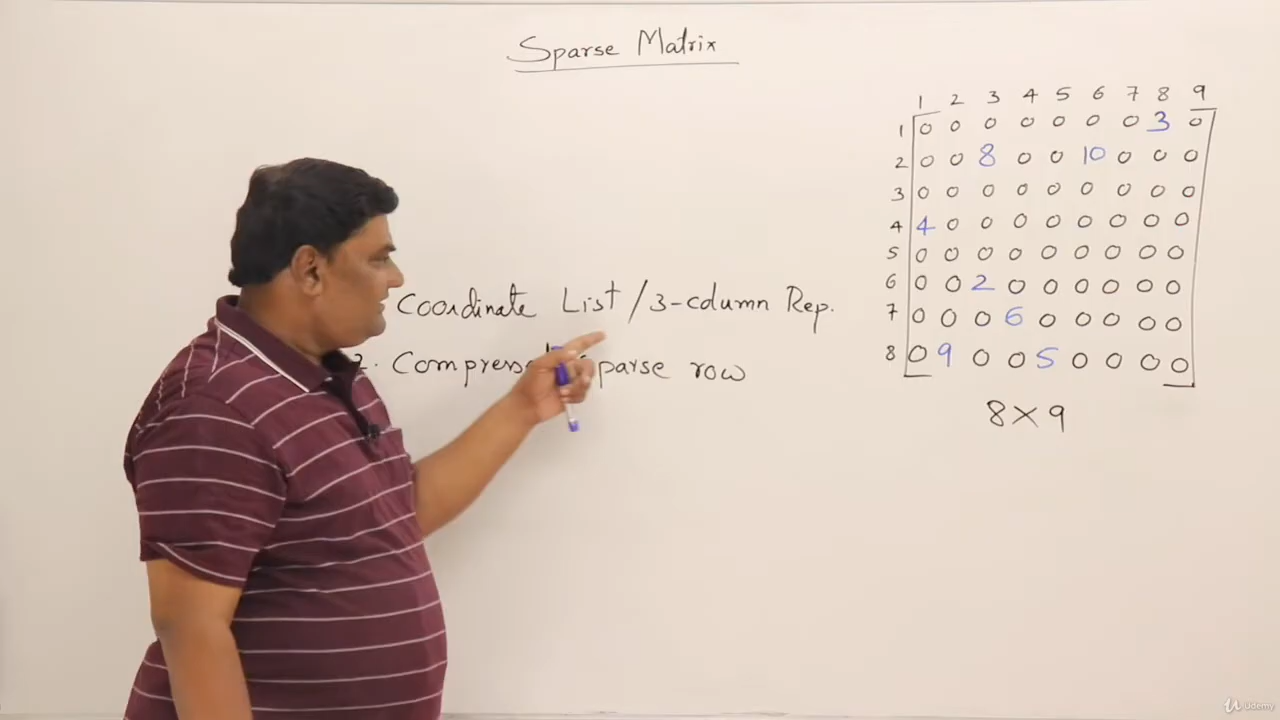 Sparse Matrix
Coordinate List / 3-column Rep.
2. Compressed Sparse row
1 2 3 4 5 6 7 8 9
1 0 0 0 0 0 0 0 3 0
2 0 0 8 0 0 10 0 0 0
3 0 0 0 0 0 0 0 0 0
4 4 0 0 0 0 0 0 0 0
5 0 0 0 0 0 0 0 0 0
6 0 0 2 0 0 0 0 0 0
7 0 0 0 6 0 0 0 0 0
8 0 9 0 0 5 0 0 0 0
8 × 9
Udemy